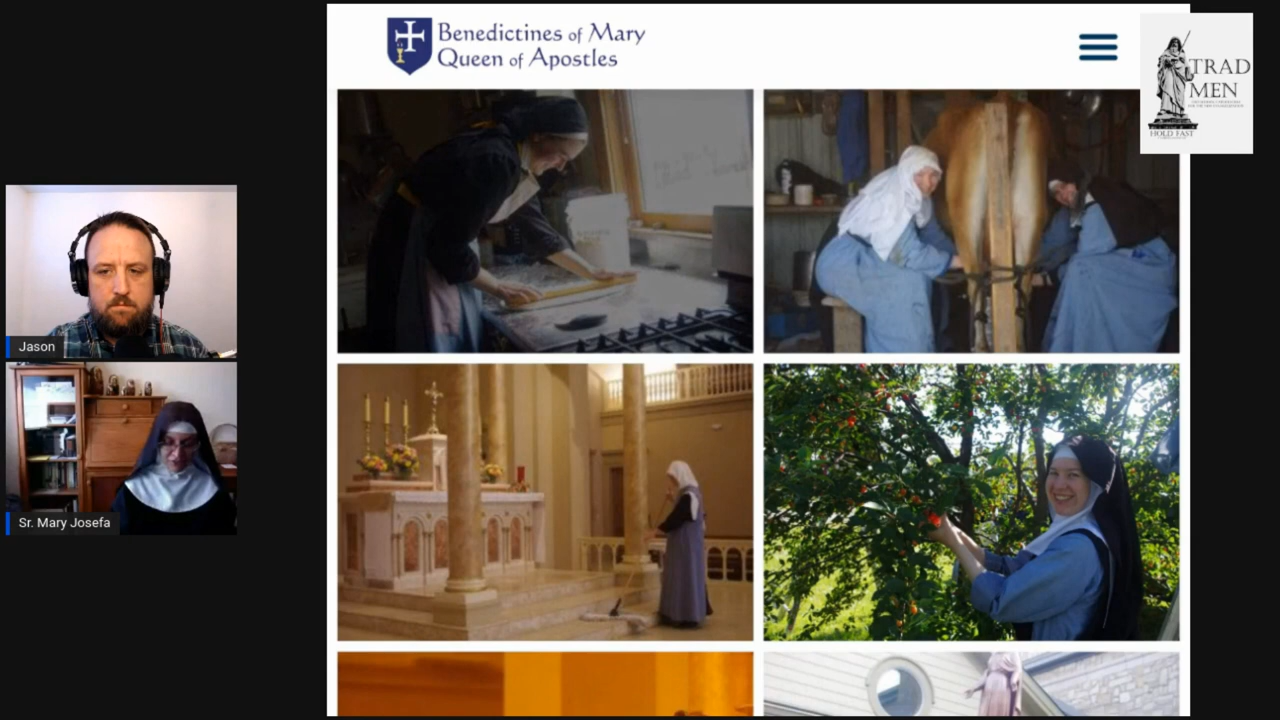 Benedictines of Mary
Queen of Apostles
TRAD
MEN
HOLD FAST
Jason
Sr. Mary Josefa